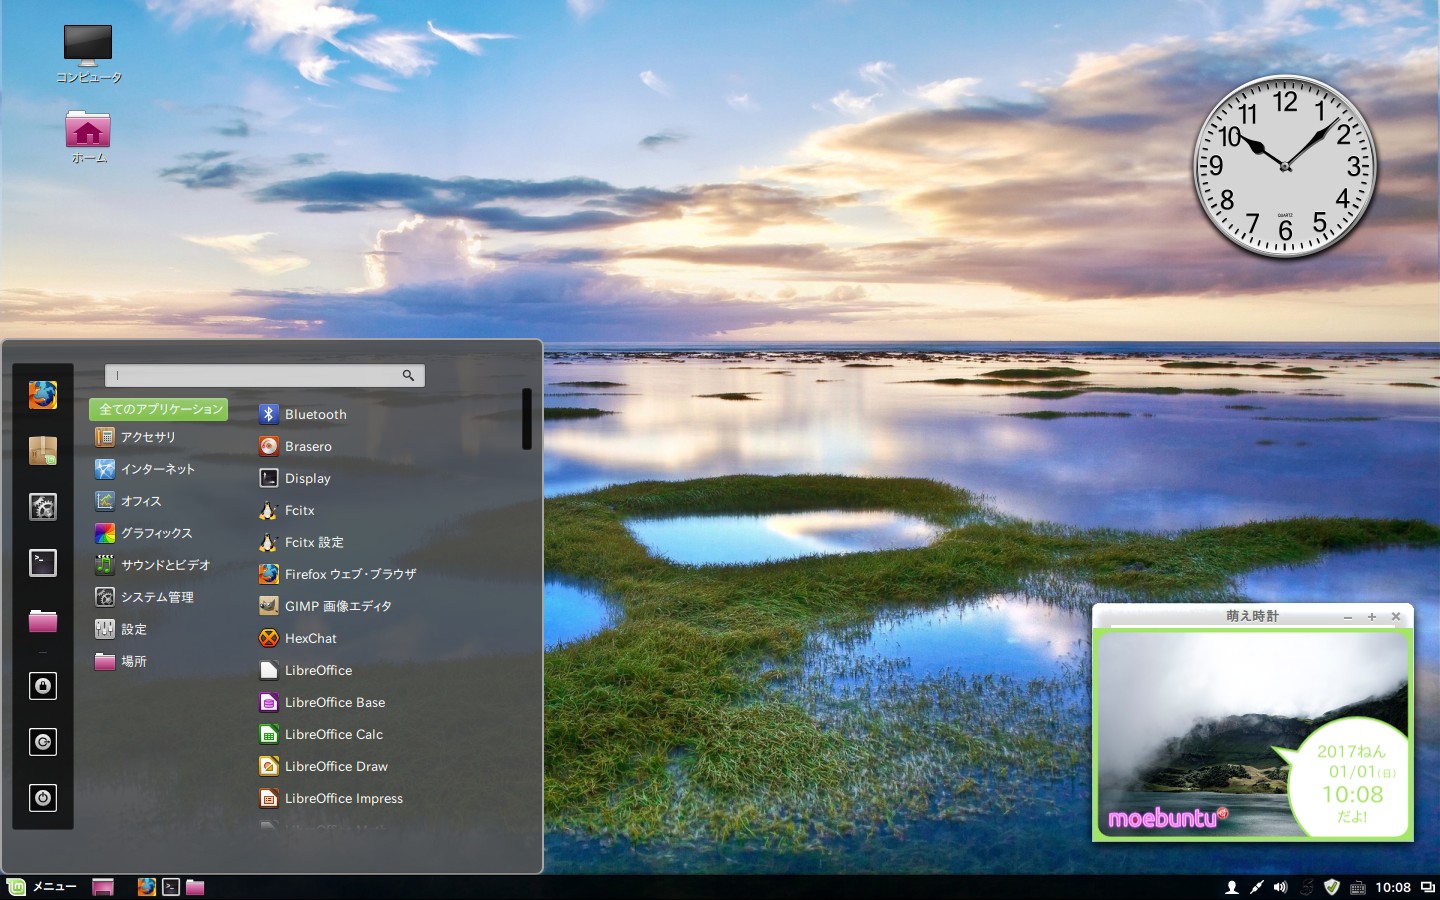 コンピュータ
ホーム
12
1
2
3
4
5
6
7
8
9
10
11
QUARTZ
全てのアプリケーション
アクセサリ
インターネット
オフィス
グラフィックス
サウンドとビデオ
システム管理
設定
場所
Bluetooth
Brasero
Display
Fcitx
Fcitx 設定
Firefox ウェブ・ブラウザ
GIMP 画像エディタ
HexChat
LibreOffice
LibreOffice Base
LibreOffice Calc
LibreOffice Draw
LibreOffice Impress
LibreOffice Math
萌え時計
2017ねん
01/01(日)
10:08
だよ!
moebuntu
メニュー
10:08